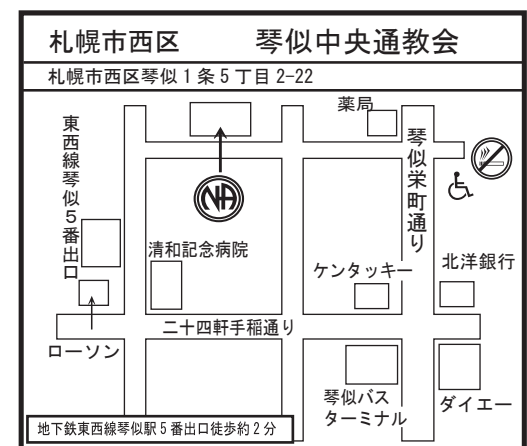 札幌市西区 琴似中央通教会
札幌市西区琴似1条5丁目2-22
薬局
東西線琴似5番出口
琴似栄町通り
NA
清和記念病院
ケンタッキー
北洋銀行
二十四軒手稲通り
ローソン
琴似バス
ターミナル
ダイエー
地下鉄東西線琴似駅5番出口徒歩約2分